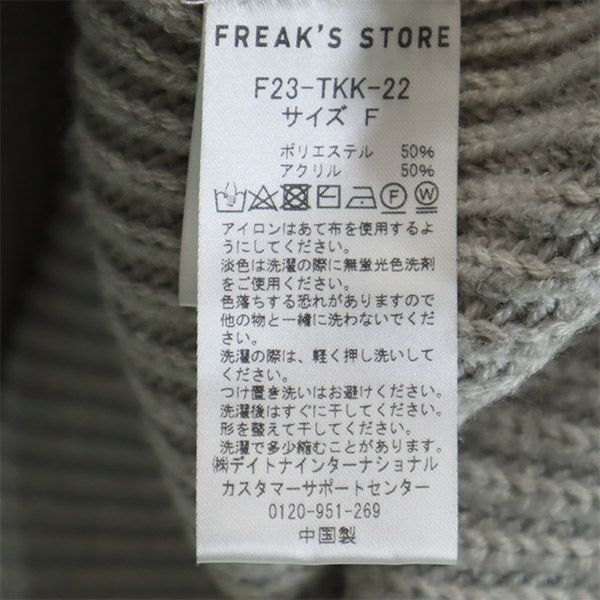 FREAK'S STORE
F23-TKK-22
サイズ F
ポリエステル 50%
アクリル 50%
F W
アイロンはあて布を使用するよ
うにしてください。
淡色は洗濯の際に無蛍光色洗剤
をご使用ください。
色落ちする恐れがありますので
他の物と一緒に洗わないでくだ
さい。
洗濯の際は、軽く押し洗いして
ください。
つけ置き洗いはお避けください。
洗濯後はすぐに干してください。
形を整えて干してください。
洗濯で多少縮むことがあります。
㈱デイトナインターナショナル
カスタマーサポートセンター
0120-951-269
中国製